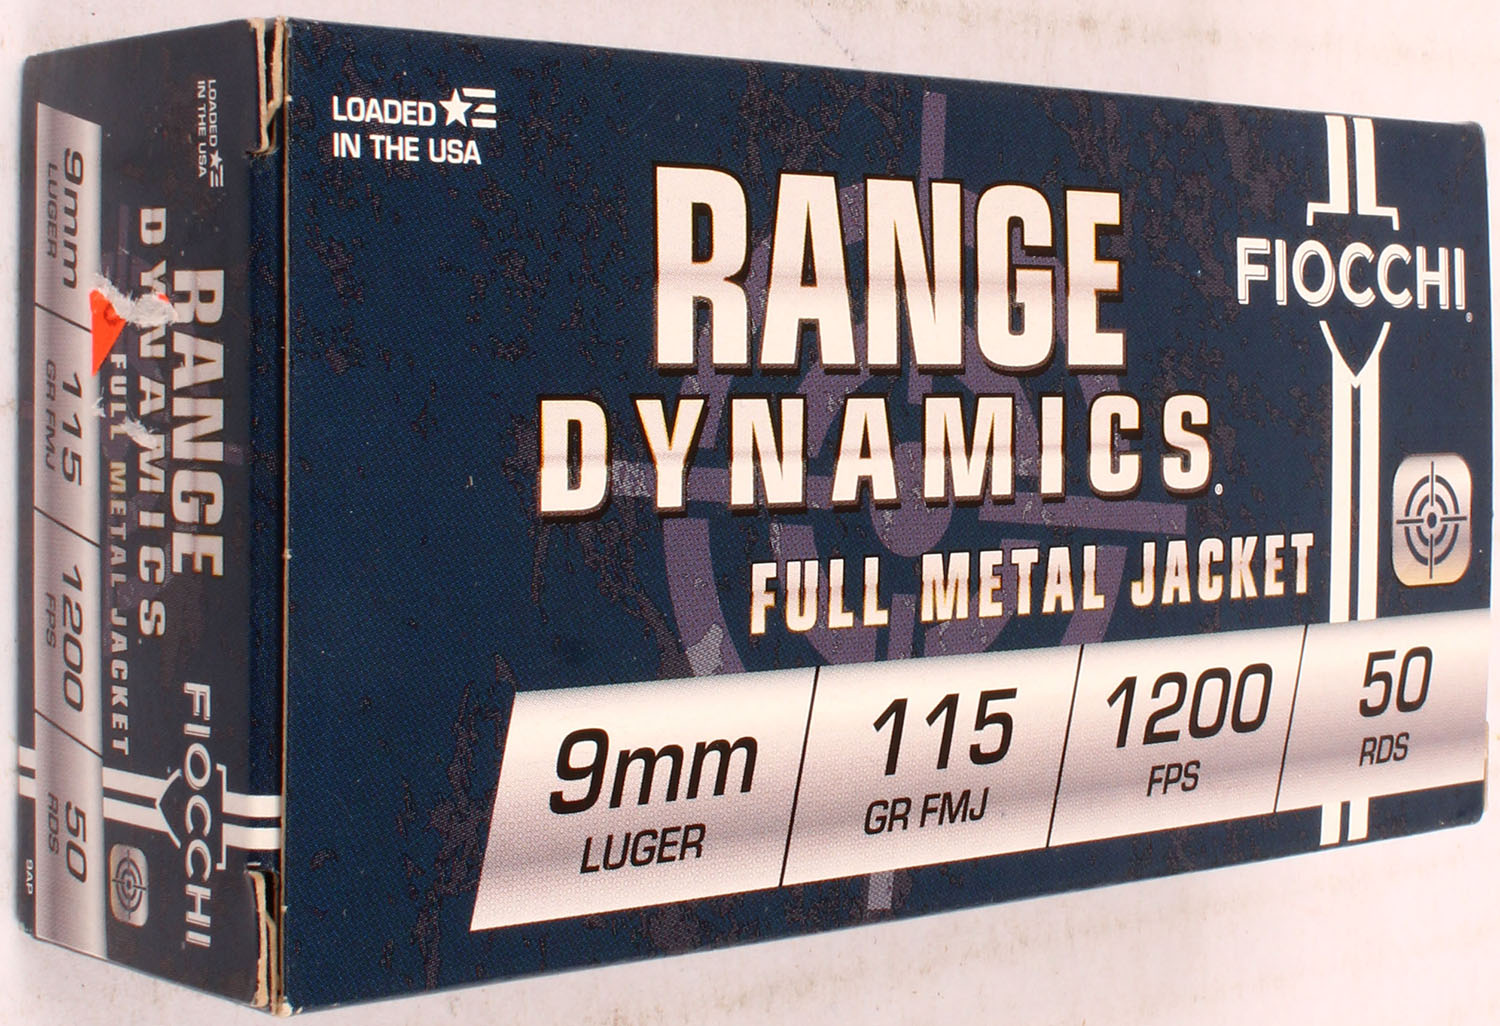 LOADED
IN THE USA
RANGE
DYNAMICS
FULL METAL JACKET
FIOCCHI
9mm
LUGER
115
GR FMJ
1200
FPS
50
RDS
LOADED
IN THE USA
RANGE
DYNAMICS
FULL METAL JACKET
FIOCCHI
9mm
LUGER
115
GR FMJ
1200
FPS
50
RDS
9AP